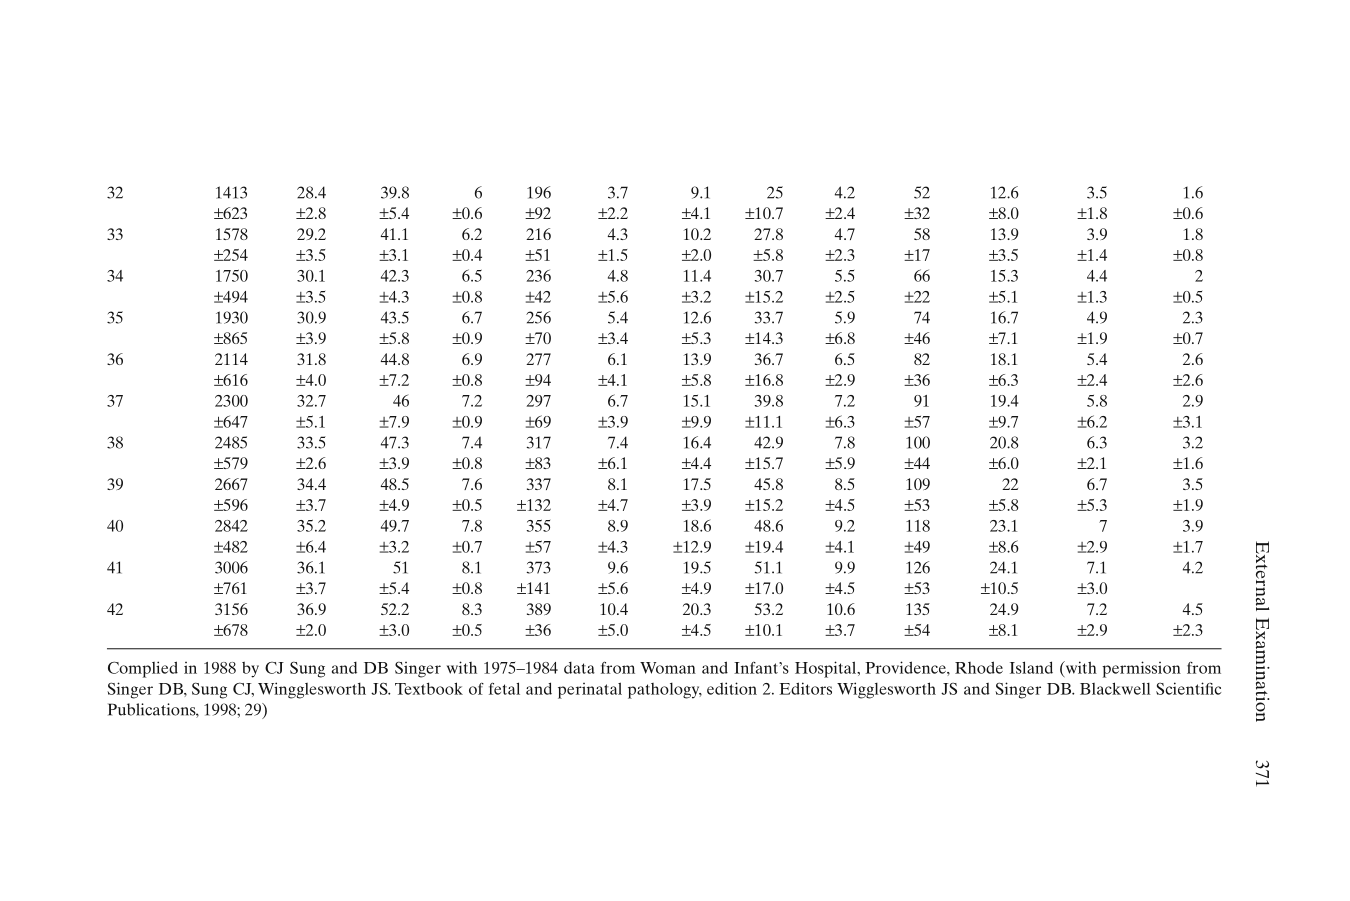 32 1413 28.4 39.8 6 196 3.7 9.1 25 4.2 52 12.6 3.5 1.6
±623 ±2.8 ±5.4 ±0.6 ±92 ±2.2 ±4.1 ±10.7 ±2.4 ±32 ±8.0 ±1.8 ±0.6
33 1578 29.2 41.1 6.2 216 4.3 10.2 27.8 4.7 58 13.9 3.9 1.8
±254 ±3.5 ±3.1 ±0.4 ±51 ±1.5 ±2.0 ±5.8 ±2.3 ±17 ±3.5 ±1.4 ±0.8
34 1750 30.1 42.3 6.5 236 4.8 11.4 30.7 5.5 66 15.3 4.4 2
±494 ±3.5 ±4.3 ±0.8 ±42 ±5.6 ±3.2 ±15.2 ±2.5 ±22 ±5.1 ±1.3 ±0.5
35 1930 30.9 43.5 6.7 256 5.4 12.6 33.7 5.9 74 16.7 4.9 2.3
±865 ±3.9 ±5.8 ±0.9 ±70 ±3.4 ±5.3 ±14.3 ±6.8 ±46 ±7.1 ±1.9 ±0.7
36 2114 31.8 44.8 6.9 277 6.1 13.9 36.7 6.5 82 18.1 5.4 2.6
±616 ±4.0 ±7.2 ±0.8 ±94 ±4.1 ±5.8 ±16.8 ±2.9 ±36 ±6.3 ±2.4 ±2.6
37 2300 32.7 46 7.2 297 6.7 15.1 39.8 7.2 91 19.4 5.8 2.9
±647 ±5.1 ±7.9 ±0.9 ±69 ±3.9 ±9.9 ±11.1 ±6.3 ±57 ±9.7 ±6.2 ±3.1
38 2485 33.5 47.3 7.4 317 7.4 16.4 42.9 7.8 100 20.8 6.3 3.2
±579 ±2.6 ±3.9 ±0.8 ±83 ±6.1 ±4.4 ±15.7 ±5.9 ±44 ±6.0 ±2.1 ±1.6
39 2667 34.4 48.5 7.6 337 8.1 17.5 45.8 8.5 109 22 6.7 3.5
±596 ±3.7 ±4.9 ±0.5 ±132 ±4.7 ±3.9 ±15.2 ±4.5 ±53 ±5.8 ±5.3 ±1.9
40 2842 35.2 49.7 7.8 355 8.9 18.6 48.6 9.2 118 23.1 7 3.9
±482 ±6.4 ±3.2 ±0.7 ±57 ±4.3 ±12.9 ±19.4 ±4.1 ±49 ±8.6 ±2.9 ±1.7
41 3006 36.1 51 8.1 373 9.6 19.5 51.1 9.9 126 24.1 7.1 4.2
±761 ±3.7 ±5.4 ±0.8 ±141 ±5.6 ±4.9 ±17.0 ±4.5 ±53 ±10.5 ±3.0
42 3156 36.9 52.2 8.3 389 10.4 20.3 53.2 10.6 135 24.9 7.2 4.5
±678 ±2.0 ±3.0 ±0.5 ±36 ±5.0 ±4.5 ±10.1 ±3.7 ±54 ±8.1 ±2.9 ±2.3
Complied in 1988 by CJ Sung and DB Singer with 1975–1984 data from Woman and Infant's Hospital, Providence, Rhode Island (with permission from
Singer DB, Sung CJ, Wingglesworth JS. Textbook of fetal and perinatal pathology, edition 2. Editors Wigglesworth JS and Singer DB. Blackwell Scientific
Publications, 1998; 29)
External Examination 371